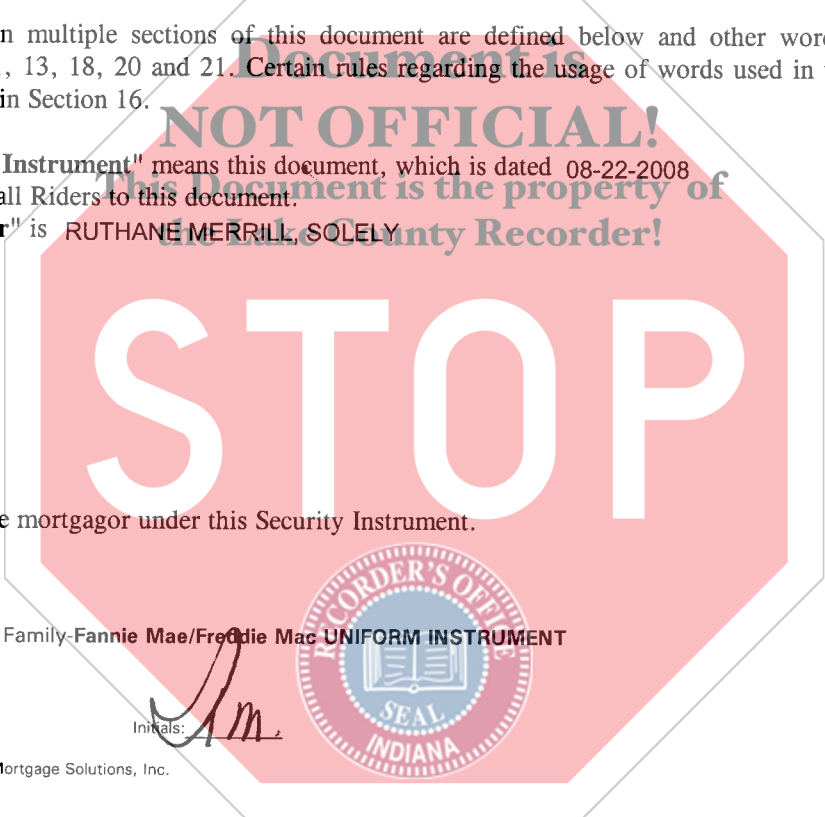 n multiple sections of this document are defined below and other wor
, 13, 18, 20 and 21. Certain rules regarding the usage of words used in
in Section 16.
Document is
NOT OFFICIAL!
This Document is the property of
the Lake County Recorder!
Instrument" means this document, which is dated 08-22-2008
all Riders to this document.
r" is RUTHANE MERRILL, SOLELY
STOP
e mortgagor under this Security Instrument.
RECORDER'S OFFICE
SEAL
INDIANA
Family-Fannie Mae/Freddie Mac UNIFORM INSTRUMENT
Initials:
Mortgage Solutions, Inc.